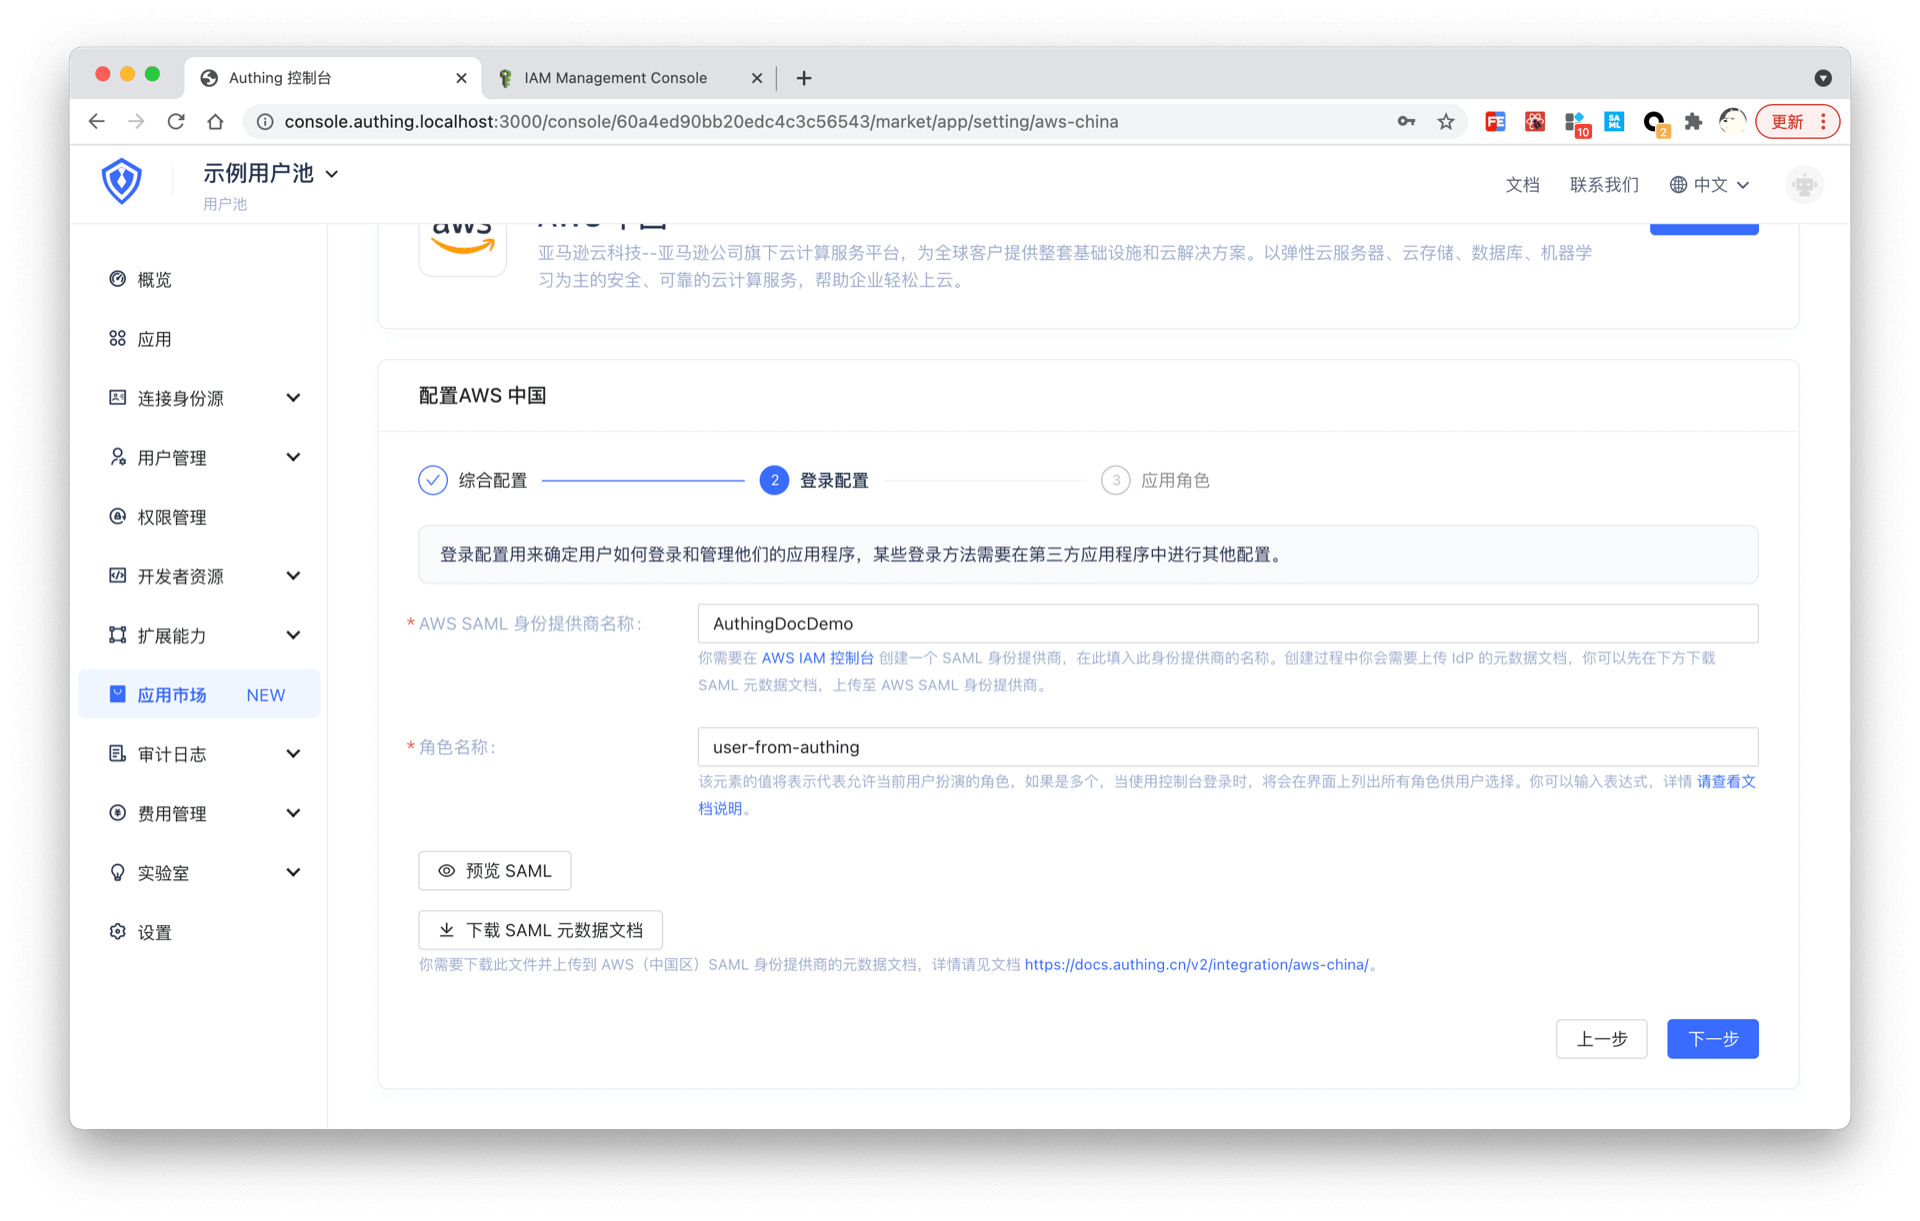 Authing 控制台
IAM Management Console
console.authing.localhost:3000/console/60a4ed90bb20edc4c3c56543/market/app/setting/aws-china
FE
10
SA
ML
2
更新
示例用户池
用户池
文档
联系我们
中文
概览
应用
连接身份源
用户管理
权限管理
开发者资源
扩展能力
应用市场 NEW
审计日志
费用管理
实验室
设置
aws
AWS 中国
亚马逊云科技--亚马逊公司旗下云计算服务平台，为全球客户提供整套基础设施和云解决方案。以弹性云服务器、云存储、数据库、机器学
习为主的安全、可靠的云计算服务，帮助企业轻松上云。
配置AWS 中国
综合配置
2 登录配置
3 应用角色
登录配置用来确定用户如何登录和管理他们的应用程序，某些登录方法需要在第三方应用程序中进行其他配置。
* AWS SAML 身份提供商名称：
AuthingDocDemo
你需要在 AWS IAM 控制台 创建一个 SAML 身份提供商，在此填入此身份提供商的名称。创建过程中你会需要上传 IdP 的元数据文档，你可以先在下方下载
SAML 元数据文档，上传至 AWS SAML 身份提供商。
* 角色名称：
user-from-authing
该元素的值将表示代表允许当前用户扮演的角色，如果是多个，当使用控制台登录时，将会在界面上列出所有角色供用户选择。你可以输入表达式，详情 请查看文
档说明。
预览 SAML
下载 SAML 元数据文档
你需要下载此文件并上传到 AWS（中国区）SAML 身份提供商的元数据文档，详情请见文档 https://docs.authing.cn/v2/integration/aws-china/。
上一步
下一步